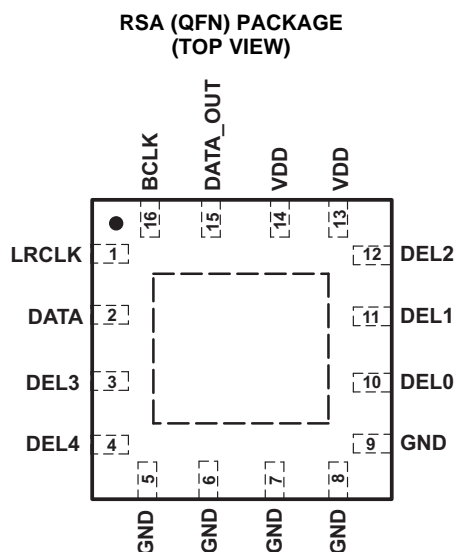 RSA (QFN) PACKAGE
(TOP VIEW)
BCLK
DATA_OUT
VDD
VDD
16
15
14
13
LRCLK 1
12 DEL2
DATA 2
11 DEL1
DEL3 3
10 DEL0
DEL4 4
9 GND
5
6
7
8
GND
GND
GND
GND